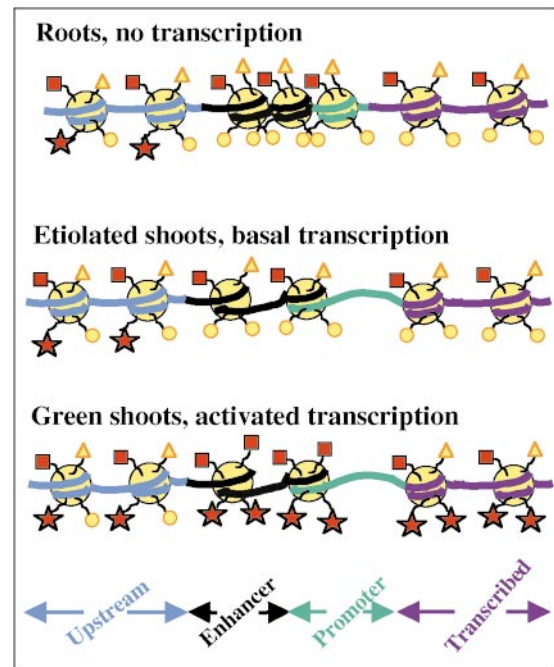 Roots, no transcription
Etiolated shoots, basal transcription
Green shoots, activated transcription
Upstream
Enhancer
Promoter
Transcribed